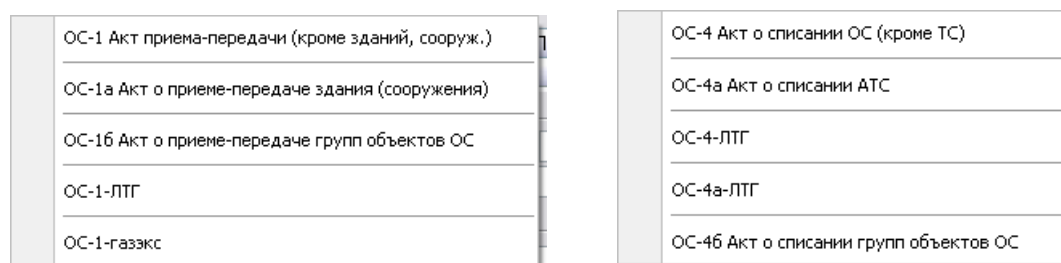 ОС-1 Акт приема-передачи (кроме зданий, сооруж.)
ОС-1а Акт о приеме-передаче здания (сооружения)
ОС-1б Акт о приеме-передаче групп объектов ОС
ОС-1-ЛТГ
ОС-1-газэкс
ОС-4 Акт о списании ОС (кроме ТС)
ОС-4а Акт о списании АТС
ОС-4-ЛТГ
ОС-4а-ЛТГ
ОС-4б Акт о списании групп объектов ОС